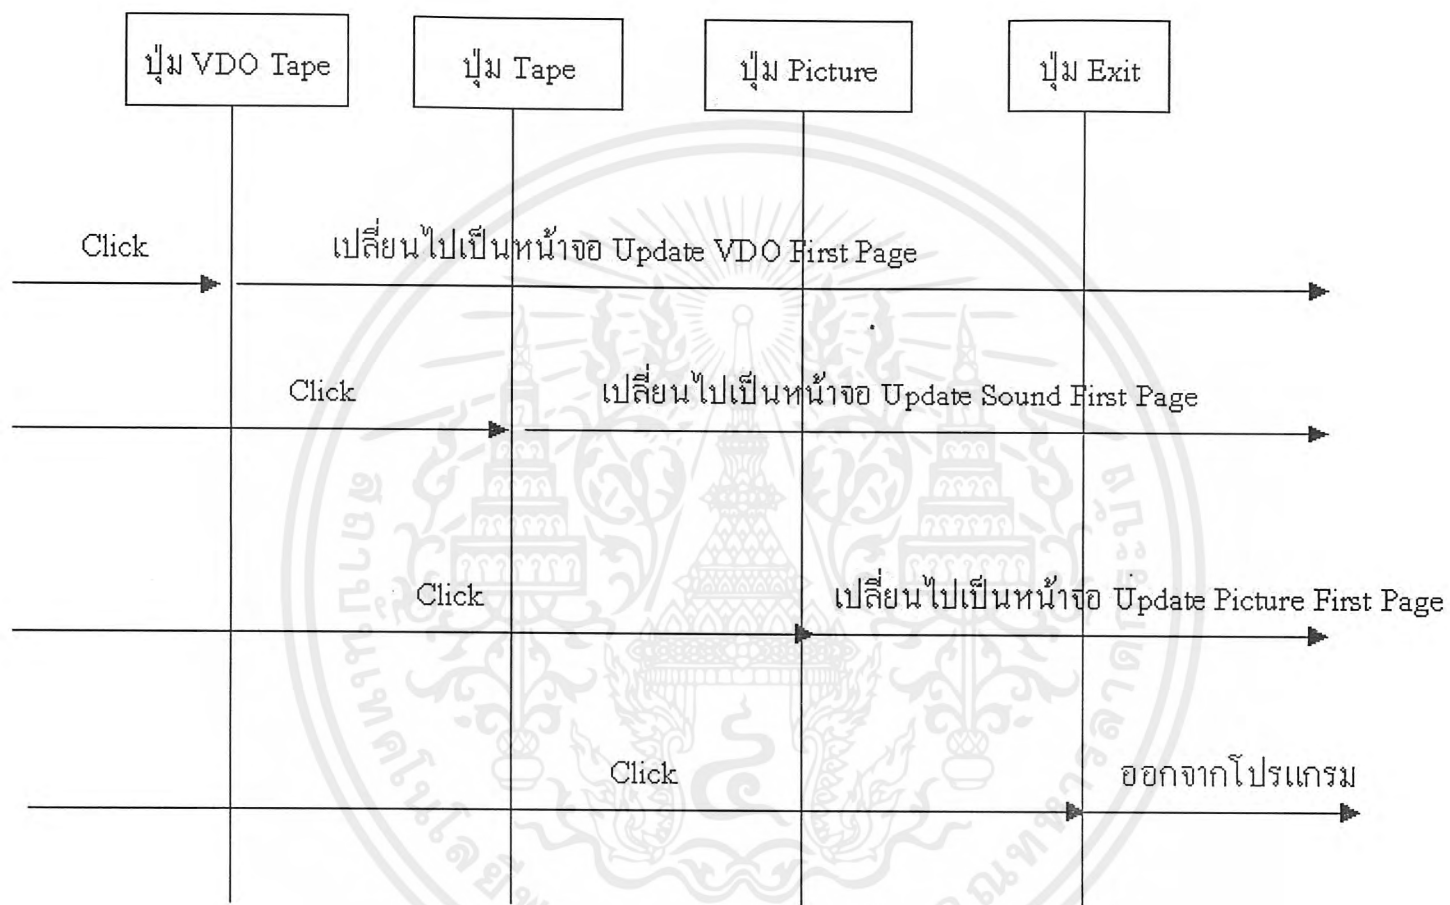 ปุ่ม VDO Tape
ปุ่ม Tape
ปุ่ม Picture
ปุ่ม Exit
Click
เปลี่ยนไปเป็นหน้าจอ Update VDO First Page
Click
เปลี่ยนไปเป็นหน้าจอ Update Sound First Page
Click
เปลี่ยนไปเป็นหน้าจอ Update Picture First Page
Click
ออกจากโปรแกรม